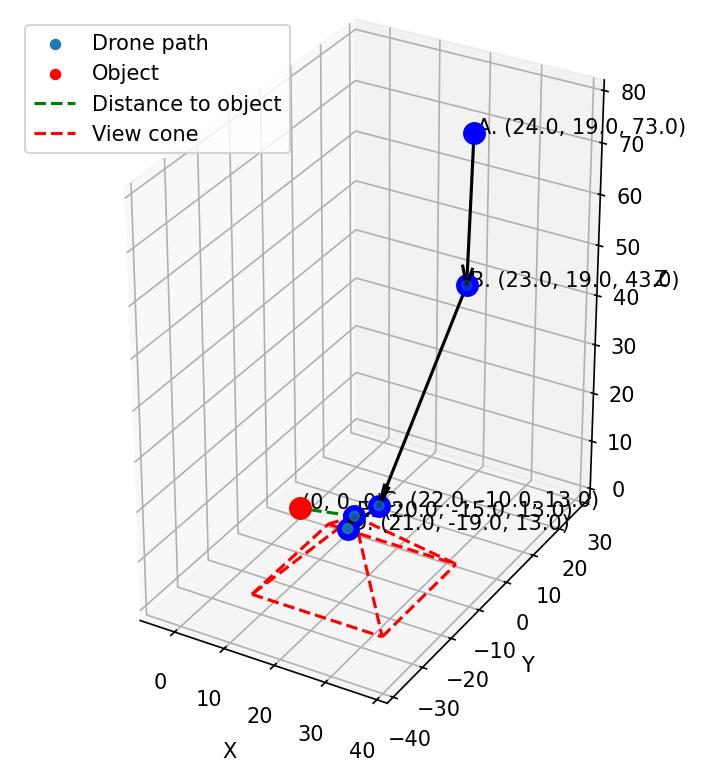 Drone path
Object
Distance to object
View cone
A. (24.0, 19.0, 73.0)
B. (23.0, 19.0, 43.0)
C. (22.0, -10.0, 13.0)
(20.0, -15.0, 13.0)
(21.0, -19.0, 13.0)
(0, 0, 0)
X
0
10
20
30
40
Y
−40
−30
−20
−10
0
10
20
30
Z
0
10
20
30
40
50
60
70
80